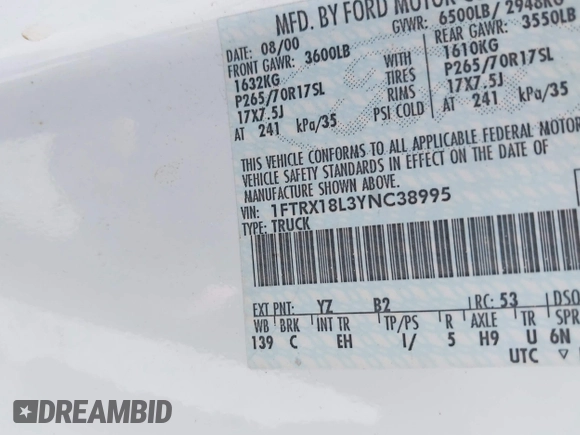 MFD. BY FORD MOTOR
DATE: 08/00 GVWR: 6500LB/ 2948KG
FRONT GAWR: 3600LB REAR GAWR: 3550LB
1632KG WITH 1610KG
P265/70R17SL TIRES P265/70R17SL
17X7.5J RIMS 17X7.5J
AT 241 kPa/35 PSI COLD AT 241 kPa/35
THIS VEHICLE CONFORMS TO ALL APPLICABLE FEDERAL MOTOR
VEHICLE SAFETY STANDARDS IN EFFECT ON THE DATE OF
MANUFACTURE SHOWN ABOVE.
VIN: 1FTRX18L3YNC38995
TYPE: TRUCK
EXT PNT: YZ B2 RC: 53 DSO
WB BRK INT TR TP/PS R AXLE TR SPR
139 C EH 1/ 5 H9 U 6N
UTC
DREAMBID